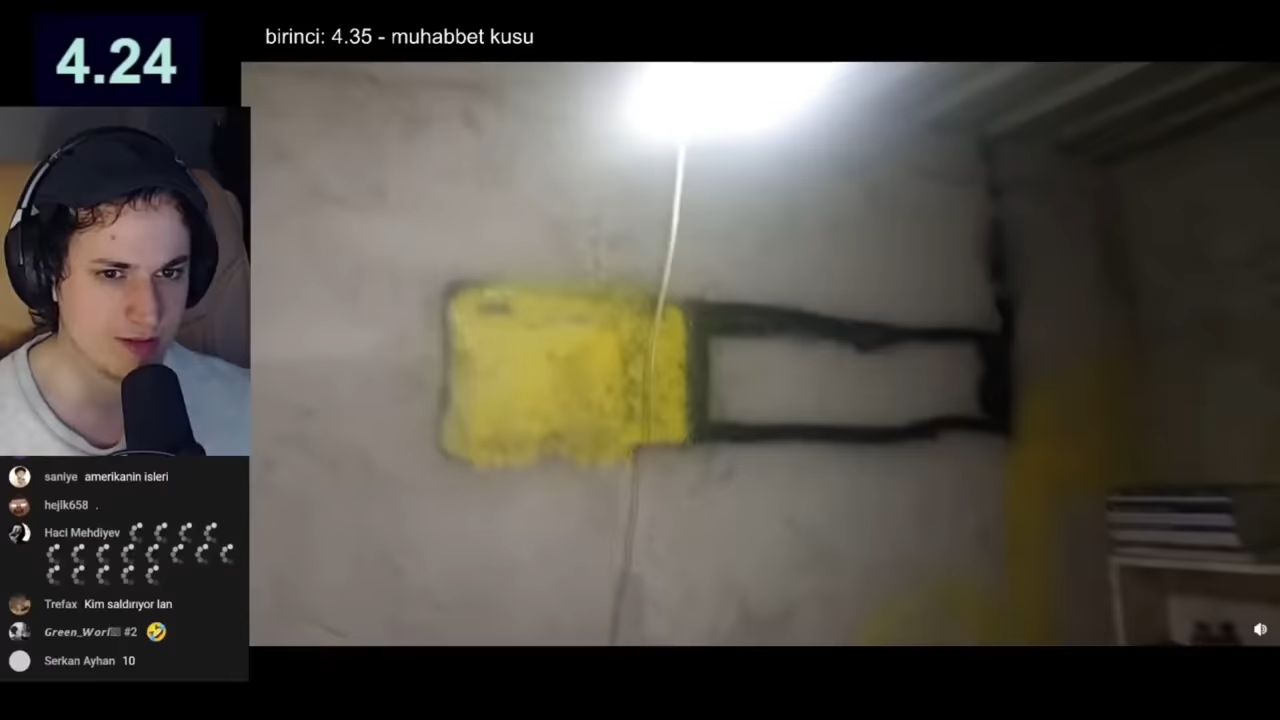 4.24
birinci: 4.35 - muhabbet kusu
saniye amerikanin isleri
hejlk658 .
Haci Mehdiyev
Trefax Kim saldırıyor lan
#2 🤣
Serkan Ayhan 10